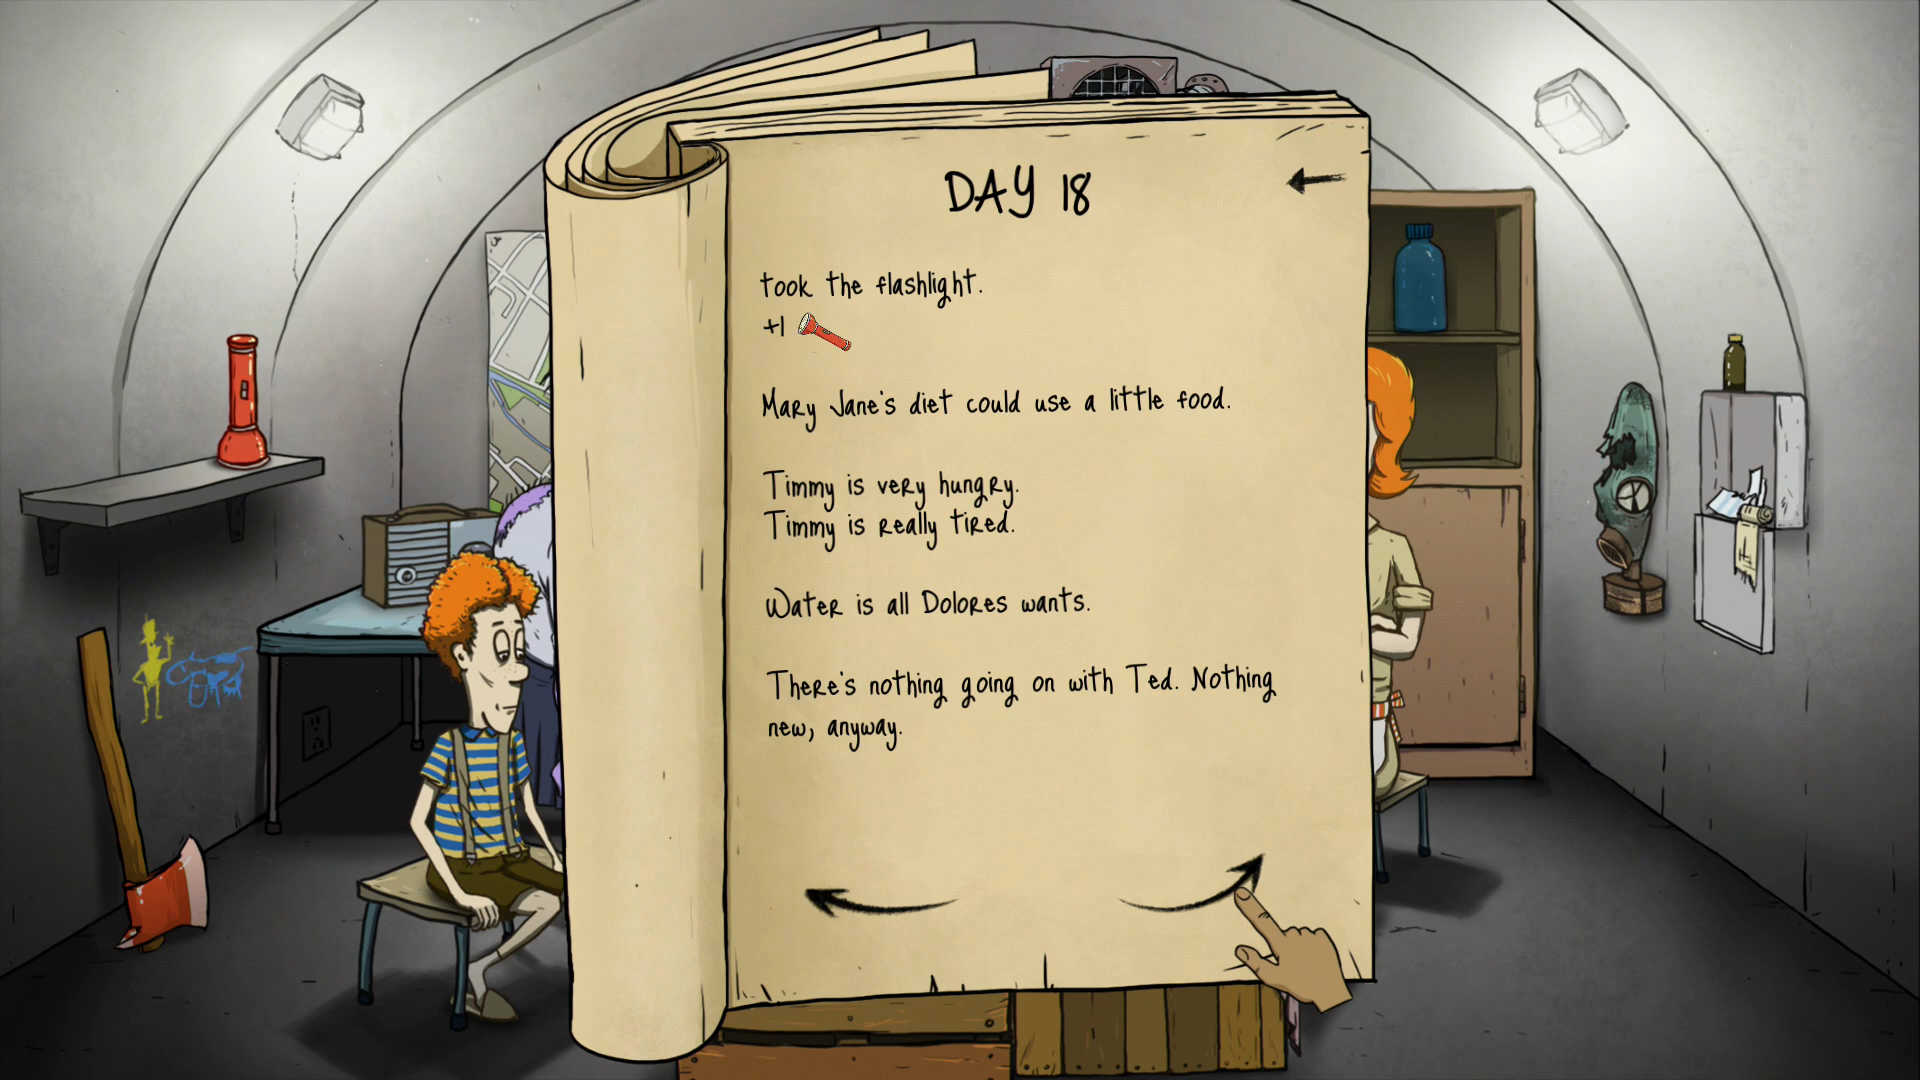 DAY 18
took the flashlight.
+1
Mary Jane's diet could use a little food.
Timmy is very hungry.
Timmy is really tired.
Water is all Dolores wants.
There's nothing going on with Ted. Nothing
new, anyway.